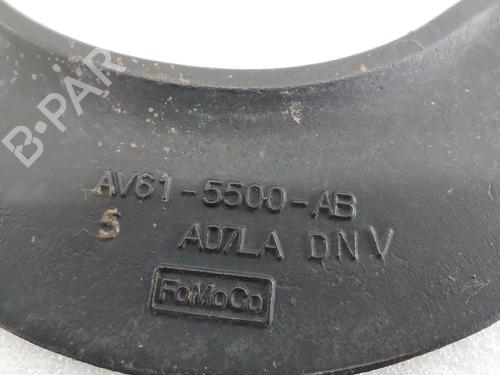 B-PAR
AV61-5500-AB
5 A07LA DNV
FoMoCo